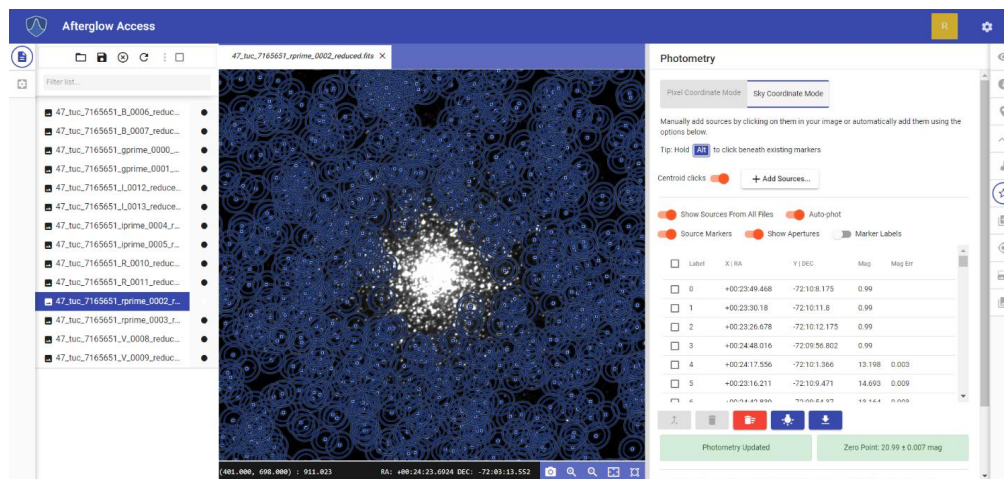 Afterglow Access
R
47_tuc_7165651_rprime_0002_reduced.fits
Filter list...
47_tuc_7165651_B_0006_reduc...
47_tuc_7165651_B_0007_reduc...
47_tuc_7165651_gprime_0000_...
47_tuc_7165651_gprime_0001_...
47_tuc_7165651_I_0012_reduce...
47_tuc_7165651_I_0013_reduce...
47_tuc_7165651_iprime_0004_r...
47_tuc_7165651_iprime_0005_r...
47_tuc_7165651_R_0010_reduc...
47_tuc_7165651_R_0011_reduc...
47_tuc_7165651_rprime_0002_r...
47_tuc_7165651_rprime_0003_r...
47_tuc_7165651_V_0008_reduc...
47_tuc_7165651_V_0009_reduc...
(401.000, 698.000) : 911.023 RA: +00:24:23.6924 DEC: -72:03:13.552
Photometry
Pixel Coordinate Mode Sky Coordinate Mode
Manually add sources by clicking on them in your image or automatically add them using the
options below.
Tip: Hold Alt to click beneath existing markers
Centroid clicks + Add Sources...
Show Sources From All Files Auto-phot
Source Markers Show Apertures Marker Labels
Label X | RA Y | DEC Mag Mag Err
0 +00:23:49.468 -72:10:8.175 0.99
1 +00:23:30.18 -72:10:11.8 0.99
2 +00:23:26.678 -72:10:12.175 0.99
3 +00:24:48.016 -72:09:56.802 0.99
4 +00:24:17.556 -72:10:1.366 13.198 0.003
5 +00:23:16.211 -72:10:9.471 14.693 0.009
Photometry Updated Zero Point: 20.99 ± 0.007 mag